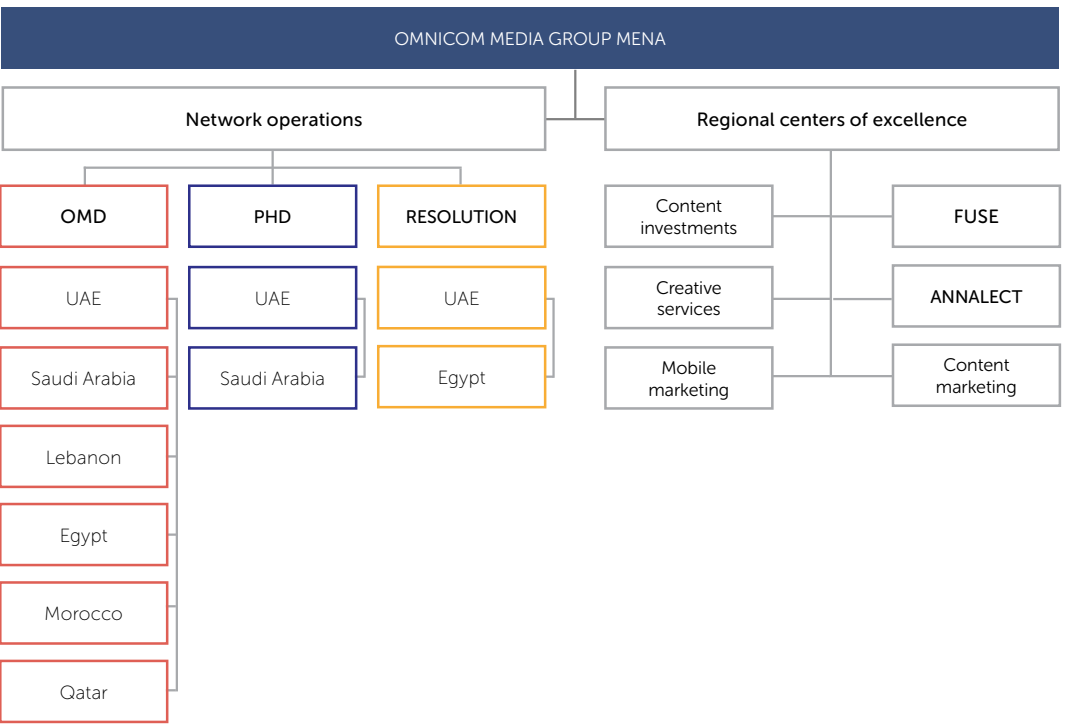 OMNICOM MEDIA GROUP MENA
Network operations
Regional centers of excellence
OMD
PHD
RESOLUTION
UAE
Saudi Arabia
Lebanon
Egypt
Morocco
Qatar
UAE
Saudi Arabia
UAE
Egypt
Content
investments
Creative
services
Mobile
marketing
FUSE
ANNALECT
Content
marketing